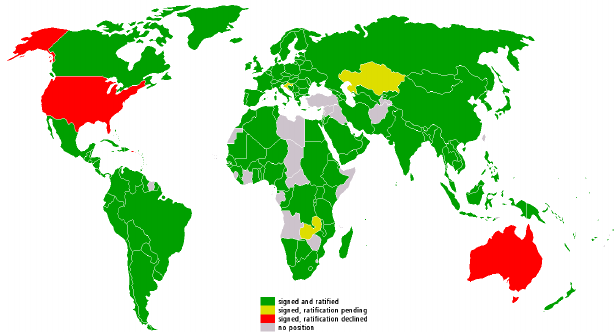 signed and ratified
signed, ratification pending
signed, ratification declined
no position